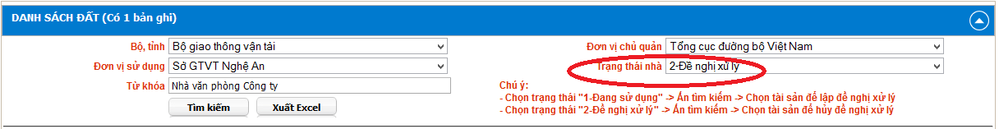 DANH SÁCH ĐẤT (Có 1 bản ghi)
Bộ, tỉnh Bộ giao thông vận tải Đơn vị chủ quản Tổng cục đường bộ Việt Nam
Đơn vị sử dụng Sở GTVT Nghệ An Trạng thái nhà 2-Đề nghị xử lý
Từ khóa Nhà văn phòng Công ty Chú ý:
- Chọn trạng thái "1-Đang sử dụng" -> Ấn tìm kiếm -> Chọn tài sản để lập đề nghị xử lý
Tìm kiếm Xuất Excel - Chọn trạng thái "2-Đề nghị xử lý" -> Ấn tìm kiếm -> Chọn tài sản để hủy đề nghị xử lý